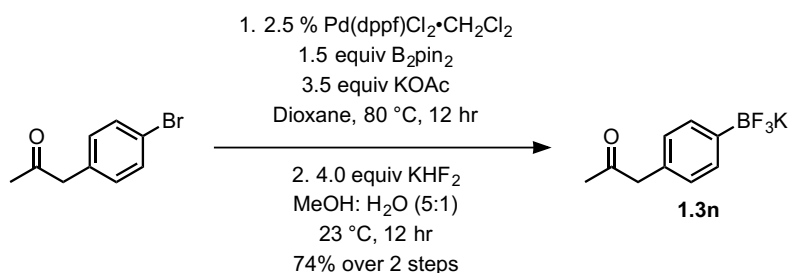 1. 2.5 % Pd(dppf)Cl₂•CH₂Cl₂
1.5 equiv B₂pin₂
3.5 equiv KOAc
Dioxane, 80 °C, 12 hr
O
Br
2. 4.0 equiv KHF₂
MeOH: H₂O (5:1)
23 °C, 12 hr
74% over 2 steps
O
BF₃K
1.3n